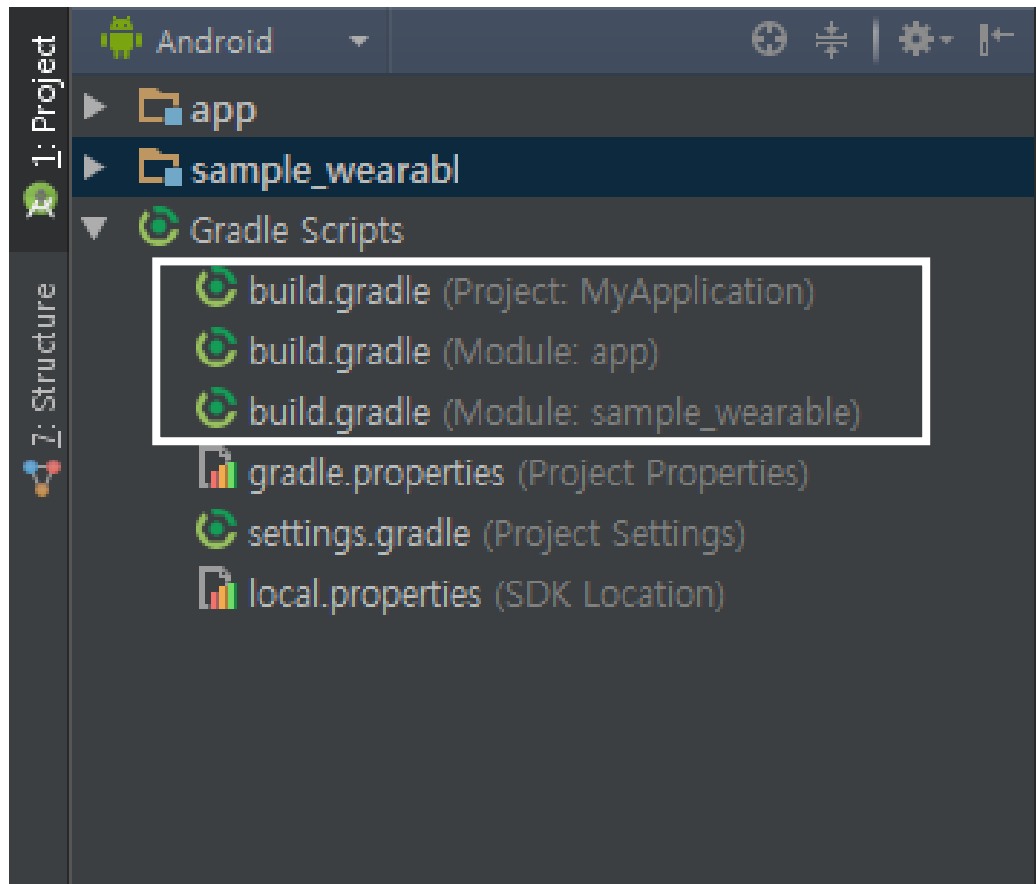 1: Project
7: Structure
Android
app
sample_wearabl
Gradle Scripts
build.gradle (Project: MyApplication)
build.gradle (Module: app)
build.gradle (Module: sample_wearable)
gradle.properties (Project Properties)
settings.gradle (Project Settings)
local.properties (SDK Location)